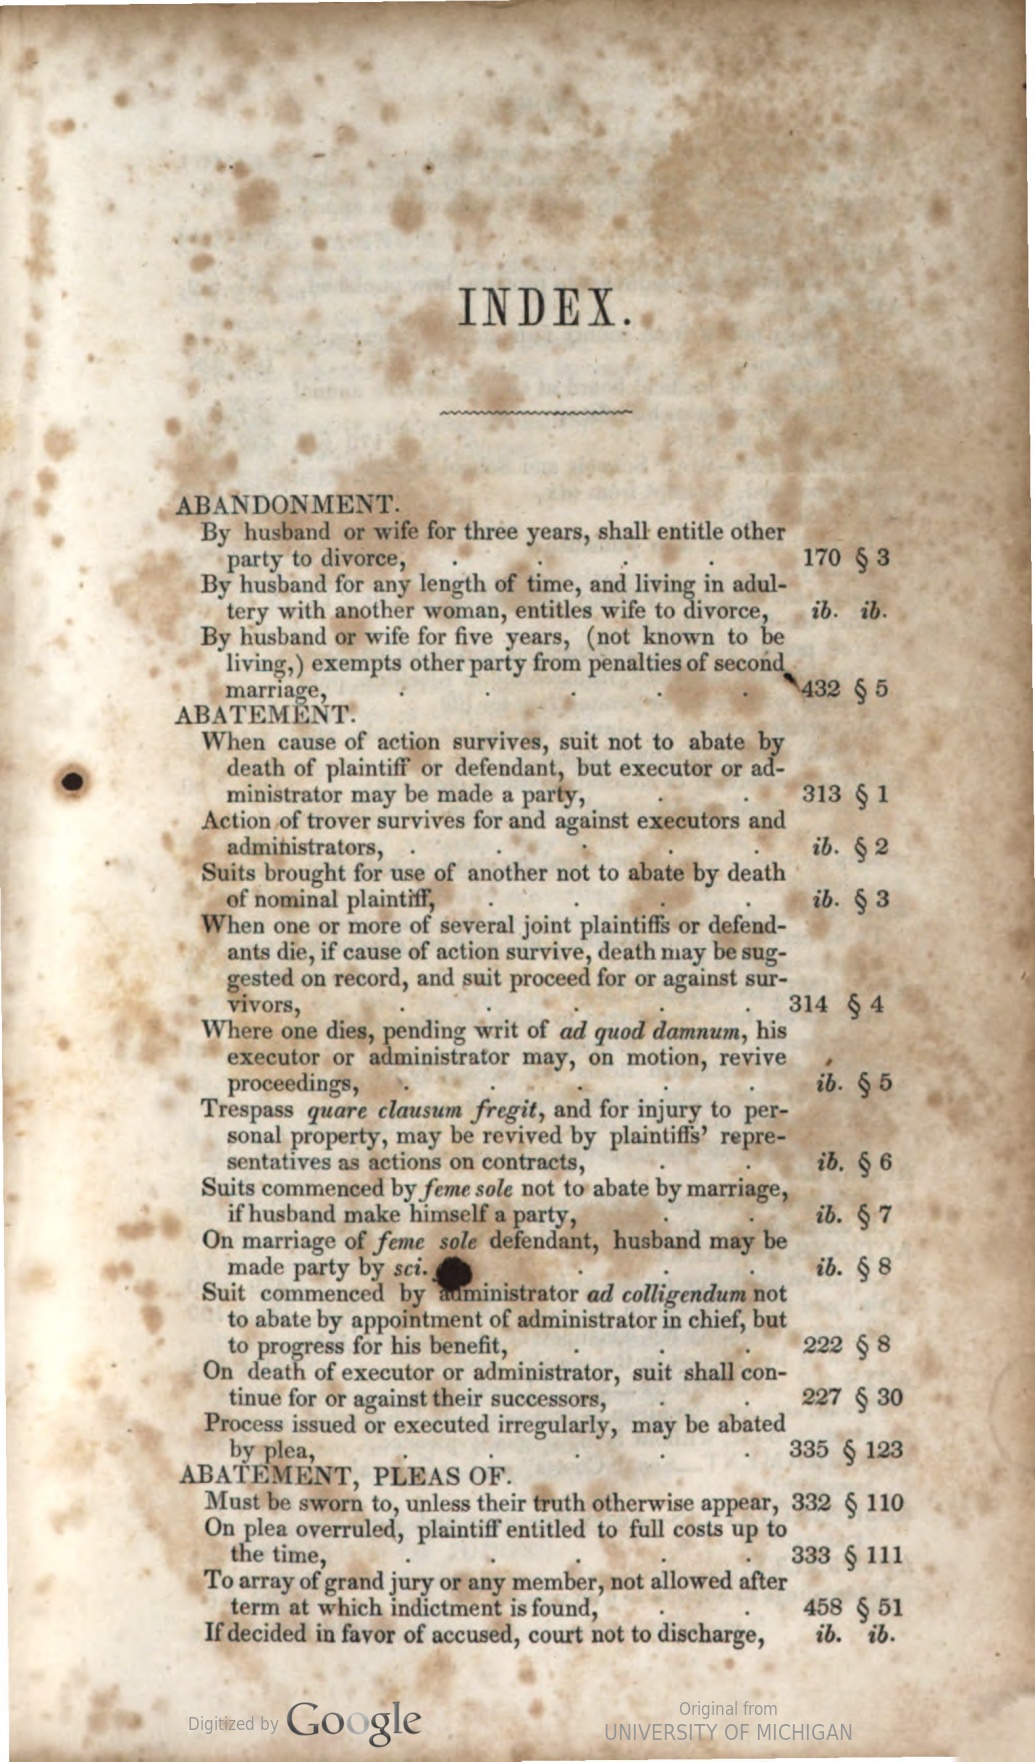 INDEX.
ABANDONMENT.
By husband or wife for three years, shall entitle other
party to divorce, . . . . 170 § 3
By husband for any length of time, and living in adul-
tery with another woman, entitles wife to divorce, ib. ib.
By husband or wife for five years, (not known to be
living,) exempts other party from penalties of second
marriage, . . . . . 432 § 5
ABATEMENT.
When cause of action survives, suit not to abate by
death of plaintiff or defendant, but executor or ad-
ministrator may be made a party, . . 313 § 1
Action of trover survives for and against executors and
administrators, . . . . . ib. § 2
Suits brought for use of another not to abate by death
of nominal plaintiff, . . . . ib. § 3
When one or more of several joint plaintiffs or defend-
ants die, if cause of action survive, death may be sug-
gested on record, and suit proceed for or against sur-
vivors, . . . . . 314 § 4
Where one dies, pending writ of ad quod damnum, his
executor or administrator may, on motion, revive
proceedings, . . . . . ib. § 5
Trespass quare clausum fregit, and for injury to per-
sonal property, may be revived by plaintiffs' repre-
sentatives as actions on contracts, . . ib. § 6
Suits commenced by feme sole not to abate by marriage,
if husband make himself a party, . . ib. § 7
On marriage of feme sole defendant, husband may be
made party by sci. . . . ib. § 8
Suit commenced by administrator ad colligendum not
to abate by appointment of administrator in chief, but
to progress for his benefit, . . . 222 § 8
On death of executor or administrator, suit shall con-
tinue for or against their successors, . . 227 § 30
Process issued or executed irregularly, may be abated
by plea, . . . . . 335 § 123
ABATEMENT, PLEAS OF.
Must be sworn to, unless their truth otherwise appear, 332 § 110
On plea overruled, plaintiff entitled to full costs up to
the time, . . . . . 333 § 111
To array of grand jury or any member, not allowed after
term at which indictment is found, . . 458 § 51
If decided in favor of accused, court not to discharge, ib. ib.
Digitized by Google
Original from
UNIVERSITY OF MICHIGAN